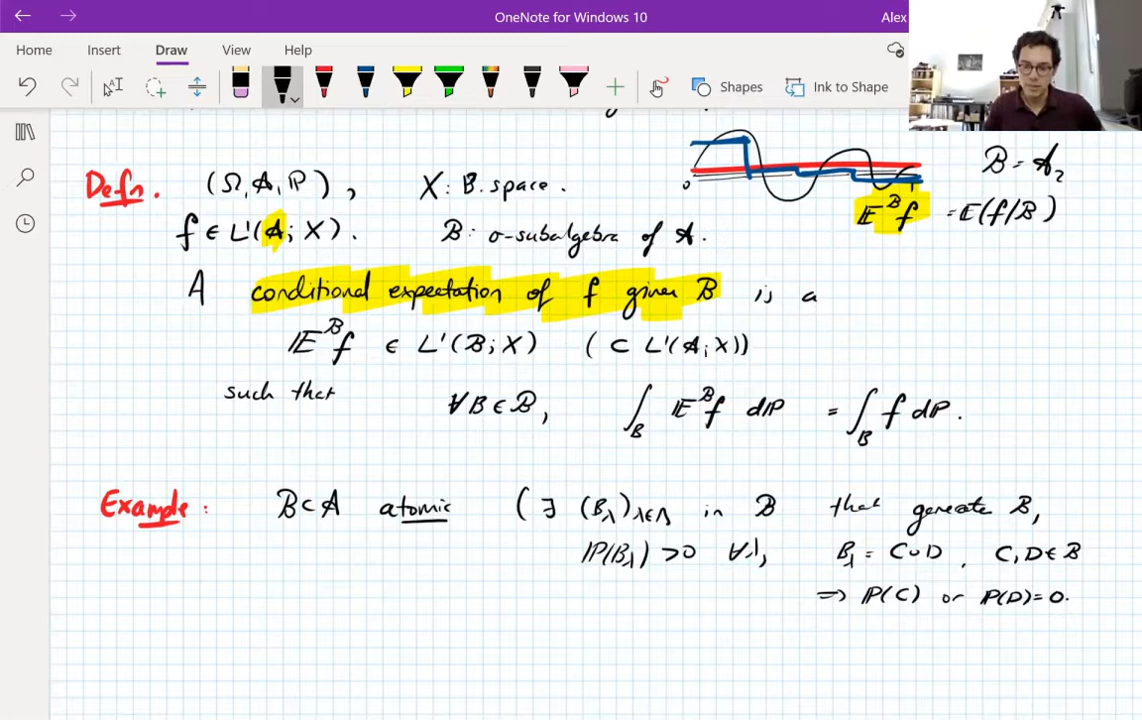 OneNote for Windows 10
Alex
Home Insert Draw View Help
Shapes Ink to Shape
Defn. (Ω, 𝒜, ℙ), X: B. space. ℬ = 𝒜₂
f ∈ L¹(𝒜; X). ℬ: σ-subalgebra of 𝒜. 0 1 𝔼^ℬ f = 𝔼(f/ℬ)
A conditional expectation of f given ℬ is a
𝔼^ℬ f ∈ L¹(ℬ; X) (⊂ L¹(𝒜; X))
such that ∀B ∈ ℬ, ∫_B 𝔼^ℬ f dℙ = ∫_B f dℙ.
Example: ℬ ⊂ 𝒜 atomic (∃ (B_λ)_{λ∈Λ} in ℬ that generate ℬ,
ℙ(B_λ) > 0 ∀λ, B_λ = C ∪ D, C, D ∈ ℬ
⇒ ℙ(C) or ℙ(D) = 0.